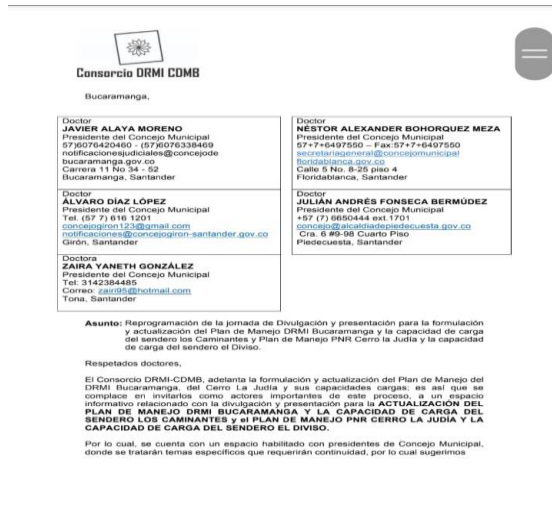 Consorcio DRMI CDMB
Bucaramanga,
Doctor
JAVIER ALAYA MORENO
Presidente del Concejo Municipal
57)6076420460 - (57)6076338469
notificacionesjudiciales@concejode
bucaramanga.gov.co
Carrera 11 No 34 - 52
Bucaramanga, Santander
Doctor
NÉSTOR ALEXANDER BOHORQUEZ MEZA
Presidente del Concejo Municipal
57+7+6497550 – Fax:57+7+6497550
secretariageneral@concejomunicipal
floridablanca.gov.co
Calle 5 No. 8-25 piso 4
Floridablanca, Santander
Doctor
ÁLVARO DÍAZ LÓPEZ
Presidente del Concejo Municipal
Tel. (57 7) 616 1201
concejogiron123@gmail.com
notificaciones@concejogiron-santander.gov.co
Girón, Santander
Doctor
JULIÁN ANDRÉS FONSECA BERMÚDEZ
Presidente del Concejo Municipal
+57 (7) 6650444 ext.1701
concejo@alcaldiadepiedecuesta.gov.co
Cra. 6 #9-98 Cuarto Piso
Piedecuesta, Santander
Doctora
ZAIRA YANETH GONZÁLEZ
Presidente del Concejo Municipal
Tel: 3142384485
Correo: zairi95@hotmail.com
Tona, Santander
Asunto: Reprogramación de la jornada de Divulgación y presentación para la formulación
y actualización del Plan de Manejo DRMI Bucaramanga y la capacidad de carga
del sendero los Caminantes y Plan de Manejo PNR Cerro la Judía y la capacidad
de carga del sendero el Diviso.
Respetados doctores,
El Consorcio DRMI-CDMB, adelanta la formulación y actualización del Plan de Manejo del
DRMI Bucaramanga, del Cerro La Judía y sus capacidades cargas; es así que se
complace en invitarlos como actores importantes de este proceso, a un espacio
informativo relacionado con la divulgación y presentación para la ACTUALIZACIÓN DEL
PLAN DE MANEJO DRMI BUCARAMANGA Y LA CAPACIDAD DE CARGA DEL
SENDERO LOS CAMINANTES y el PLAN DE MANEJO PNR CERRO LA JUDÍA Y LA
CAPACIDAD DE CARGA DEL SENDERO EL DIVISO.
Por lo cual, se cuenta con un espacio habilitado con presidentes de Concejo Municipal,
donde se tratarán temas específicos que requerirán continuidad, por lo cual sugerimos